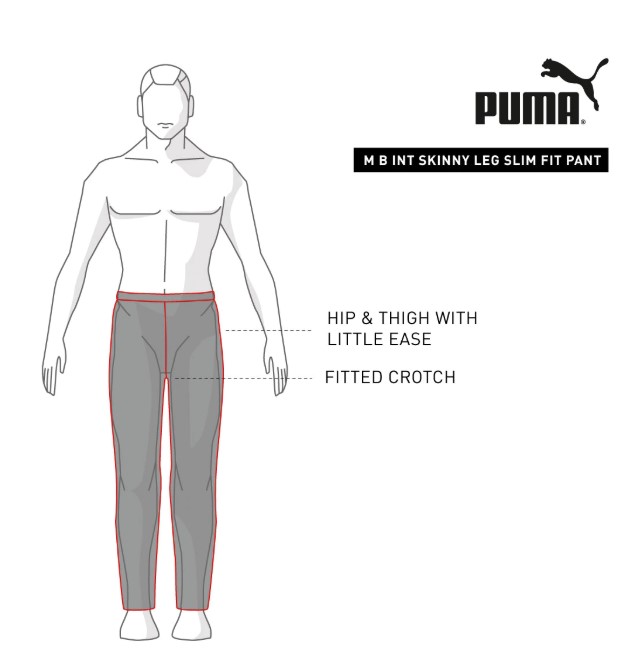 PUMA®
M B INT SKINNY LEG SLIM FIT PANT
HIP & THIGH WITH
LITTLE EASE
FITTED CROTCH